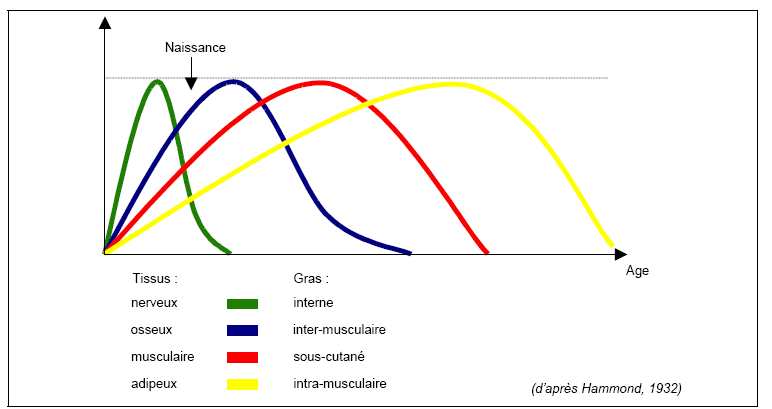 Naissance
Age
Tissus : Gras :
nerveux interne
osseux inter-musculaire
musculaire sous-cutané
adipeux intra-musculaire
(d'après Hammond, 1932)